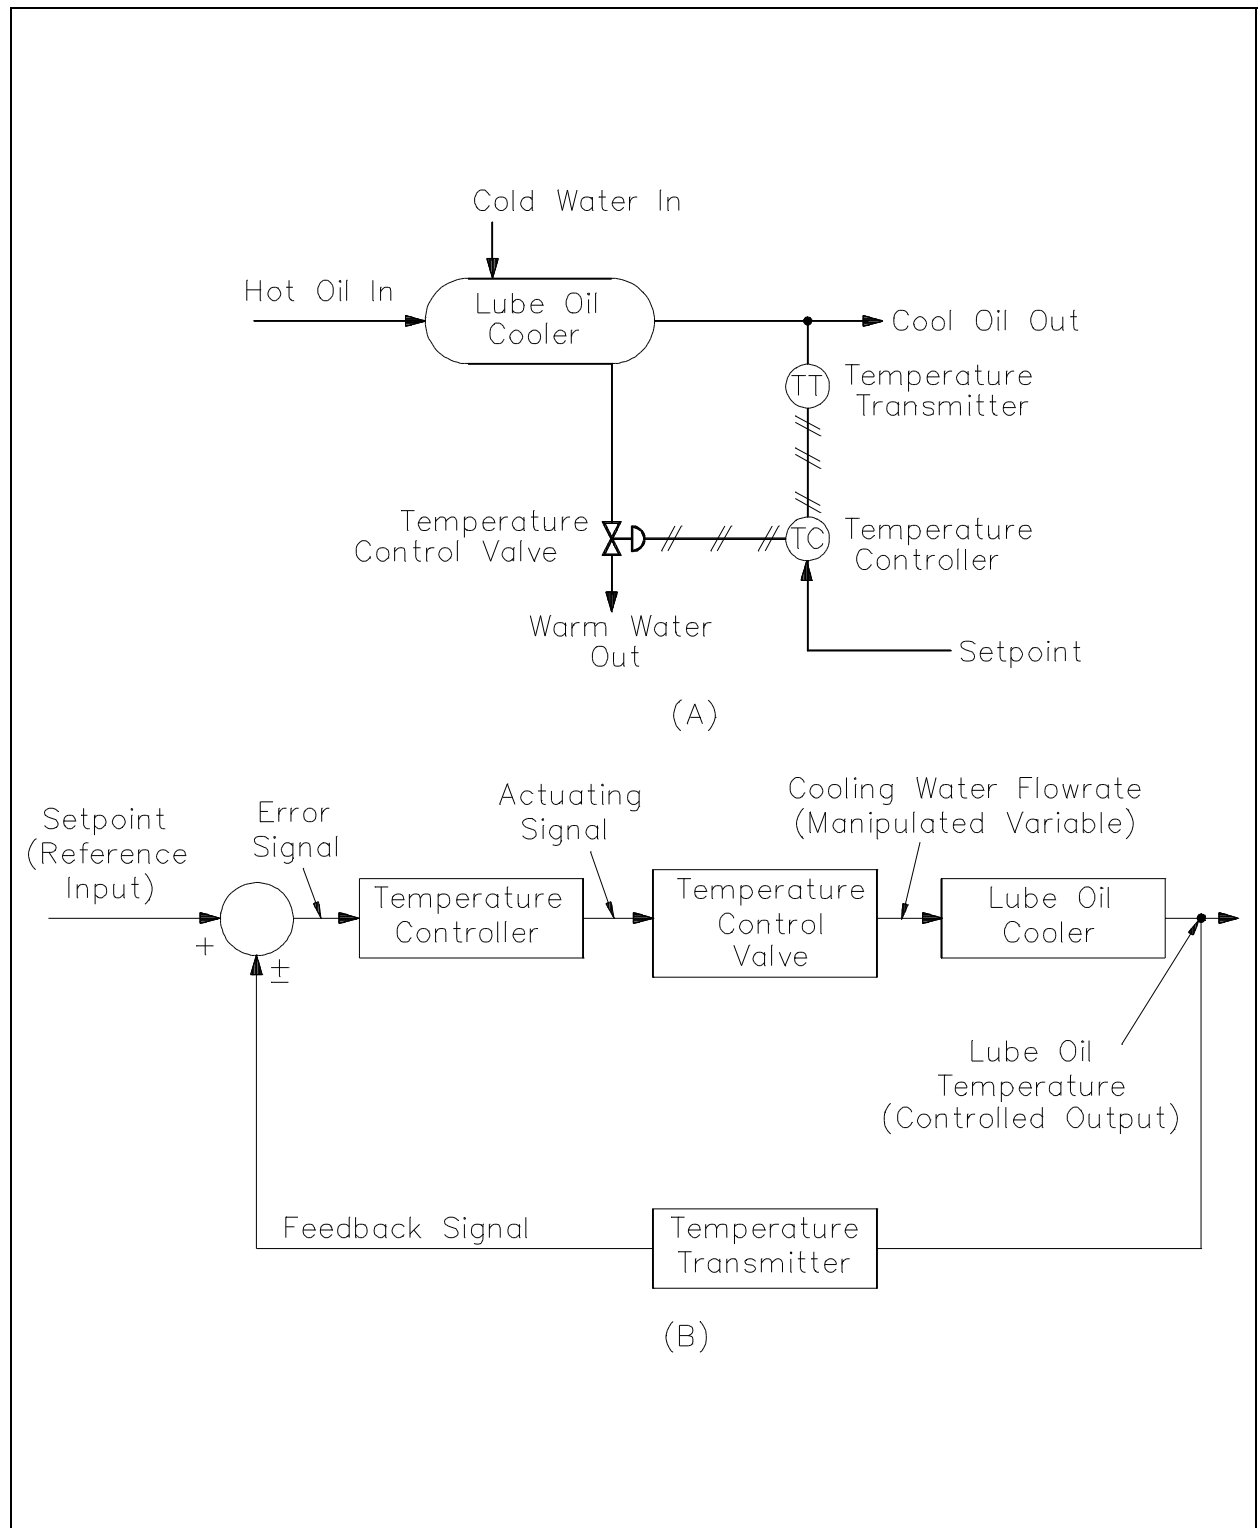 Cold Water In
Hot Oil In
Lube Oil
Cooler
Cool Oil Out
TT
Temperature
Transmitter
Temperature
Control Valve
TC
Temperature
Controller
Warm Water
Out
Setpoint
(A)
Setpoint
(Reference
Input)
Error
Signal
Actuating
Signal
Cooling Water Flowrate
(Manipulated Variable)
+
±
Temperature
Controller
Temperature
Control
Valve
Lube Oil
Cooler
Lube Oil
Temperature
(Controlled Output)
Feedback Signal
Temperature
Transmitter
(B)